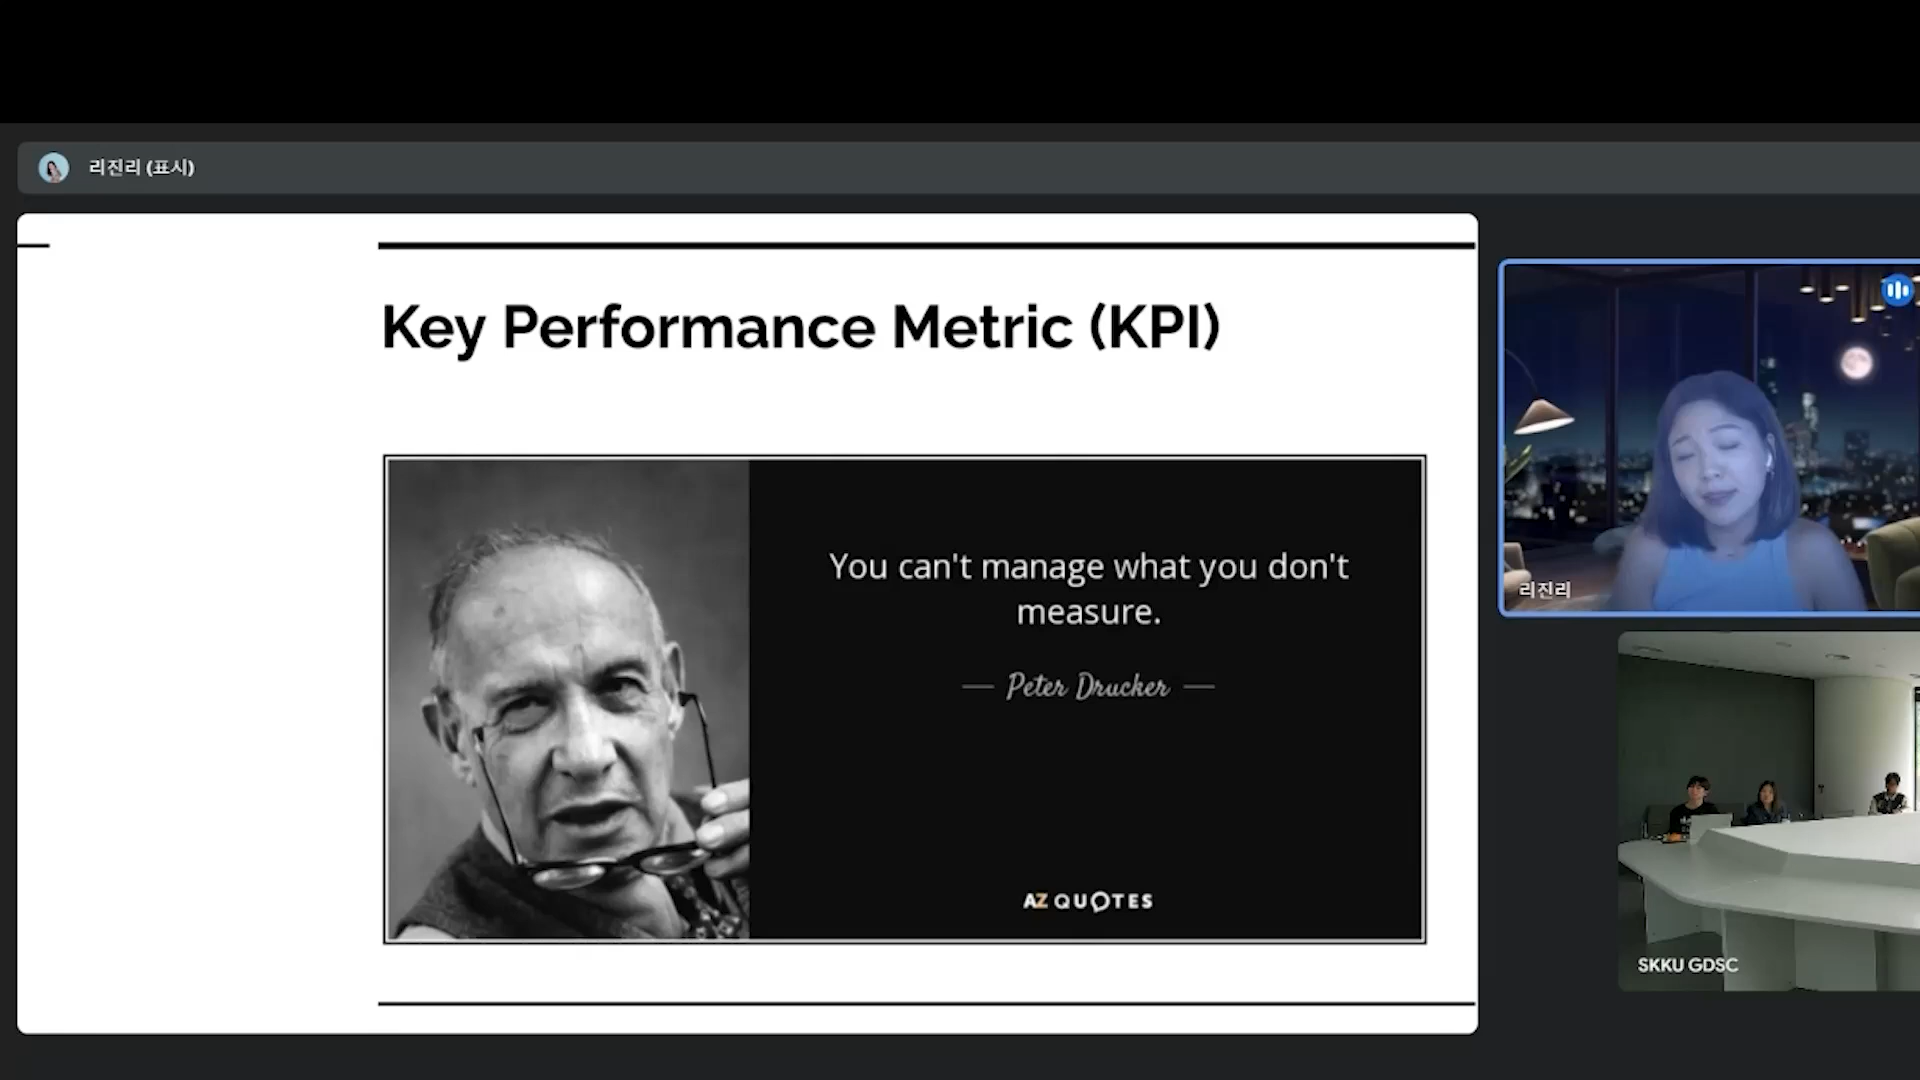 리진리 (표시)
Key Performance Metric (KPI)
You can't manage what you don't
measure.
— Peter Drucker —
AZ QUOTES
리진리
SKKU GDSC